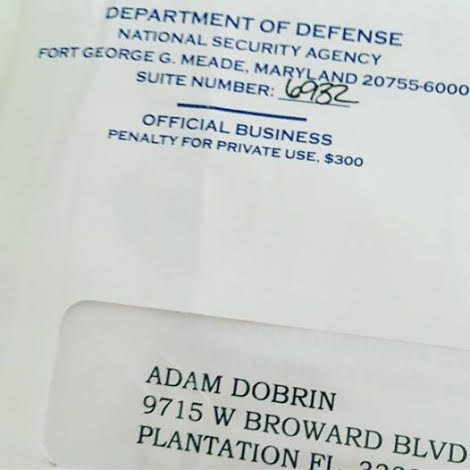 DEPARTMENT OF DEFENSE
NATIONAL SECURITY AGENCY
FORT GEORGE G. MEADE, MARYLAND 20755-6000
SUITE NUMBER: 6932
OFFICIAL BUSINESS
PENALTY FOR PRIVATE USE, $300
ADAM DOBRIN
9715 W BROWARD BLVD
PLANTATION FL